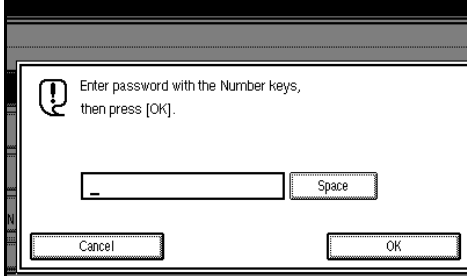 Enter password with the Number keys,
then press [OK].
Space
N
Cancel
OK